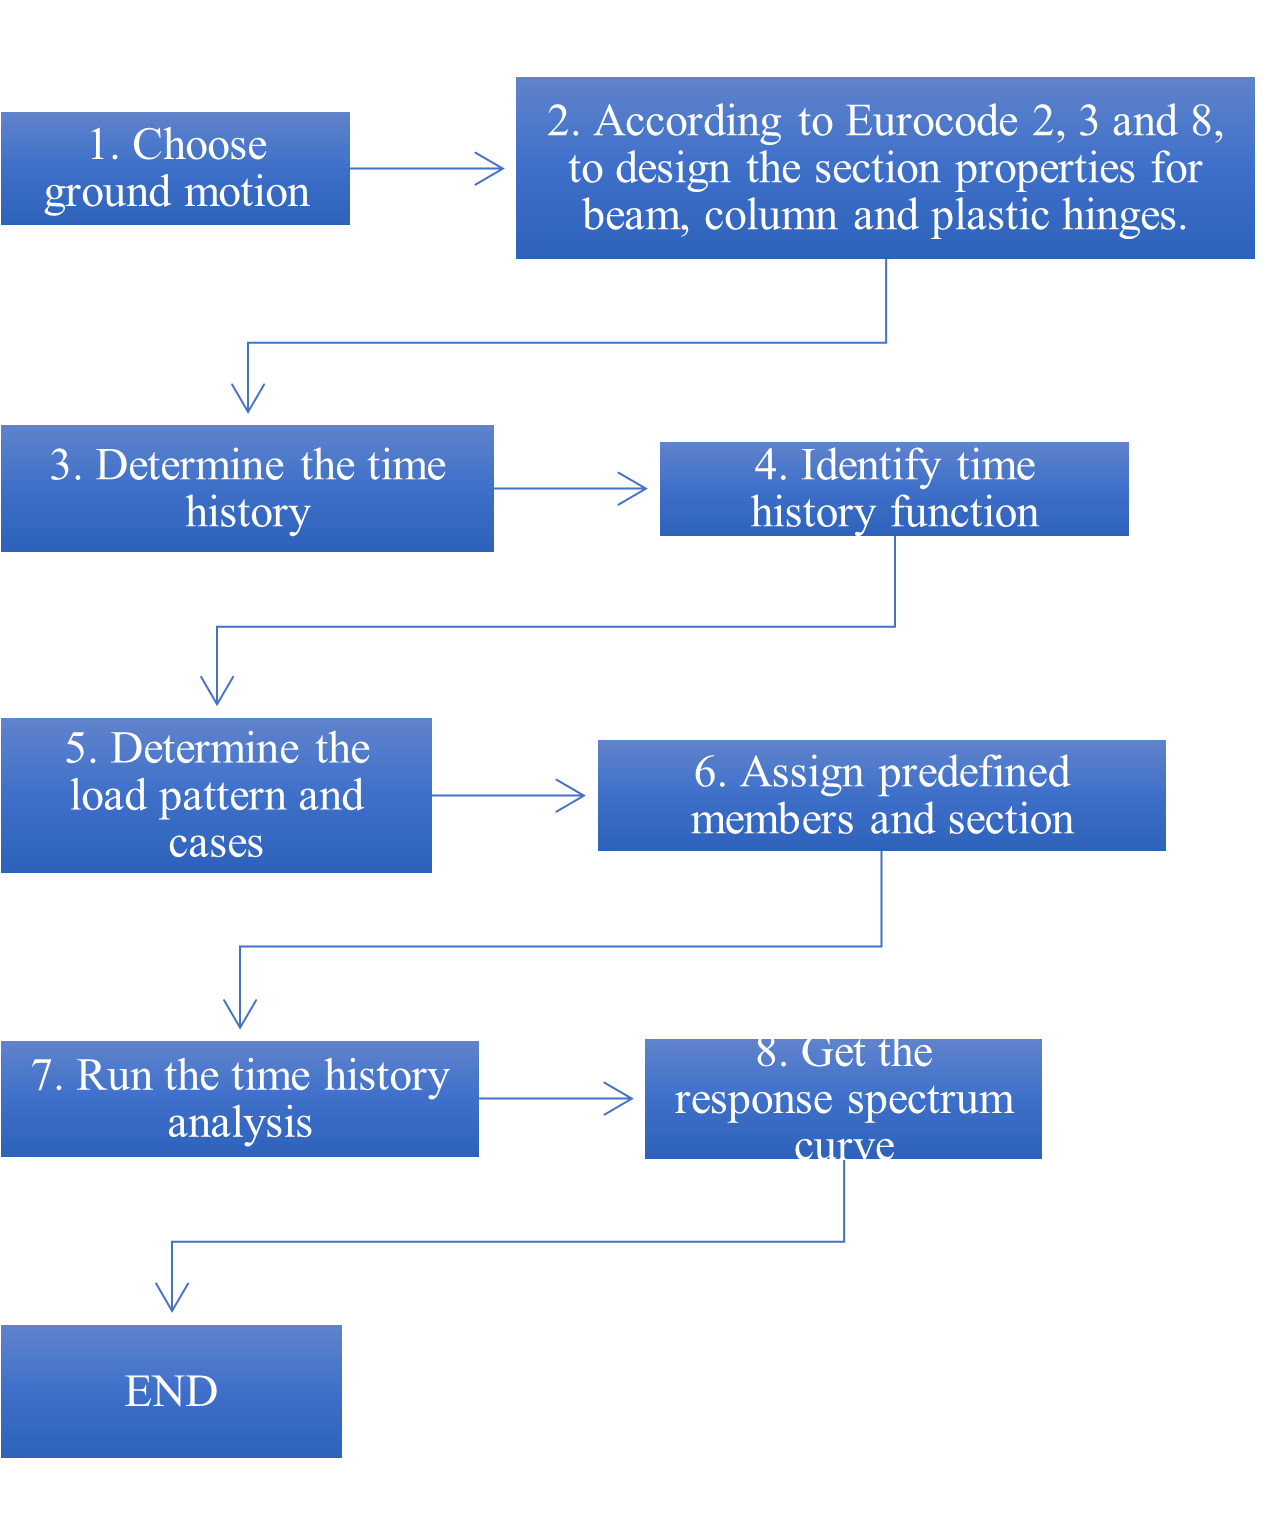 1. Choose
ground motion
2. According to Eurocode 2, 3 and 8,
to design the section properties for
beam, column and plastic hinges.
3. Determine the time
history
4. Identify time
history function
5. Determine the
load pattern and
cases
6. Assign predefined
members and section
7. Run the time history
analysis
8. Get the
response spectrum
curve
END